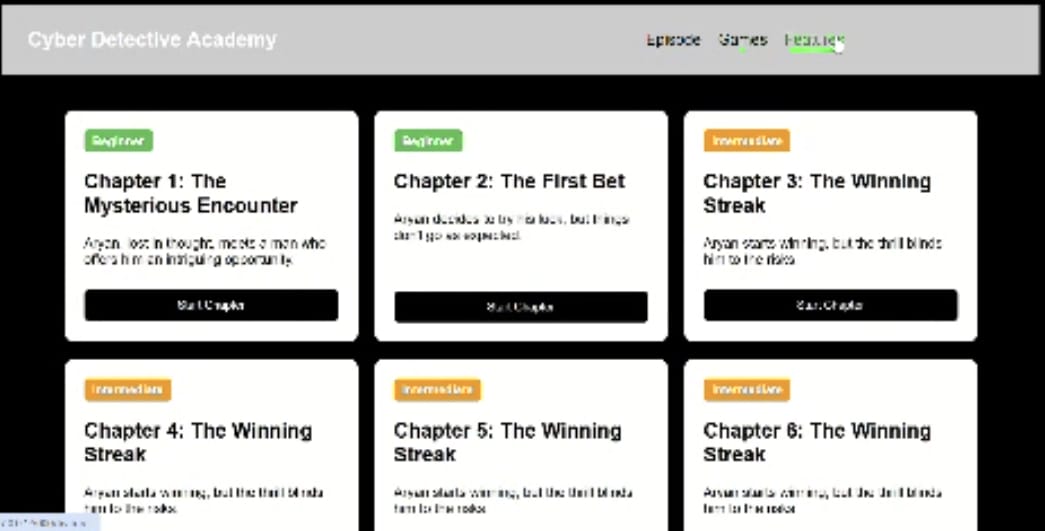 Cyber Detective Academy
Episode Games Features
Beginner
Chapter 1: The
Mysterious Encounter
Aryan, lost in thought, meets a man who
offers him an intriguing opportunity.
Start Chapter
Beginner
Chapter 2: The First Bet
Aryan decides to try his luck, but things
don't go as expected.
Start Chapter
Intermediate
Chapter 3: The Winning
Streak
Aryan starts winning, but the thrill blinds
him to the risks.
Start Chapter
Intermediate
Chapter 4: The Winning
Streak
Aryan starts winning, but the thrill blinds
him to the risks.
Intermediate
Chapter 5: The Winning
Streak
Aryan starts winning, but the thrill blinds
him to the risks.
Intermediate
Chapter 6: The Winning
Streak
Aryan starts winning, but the thrill blinds
him to the risks.